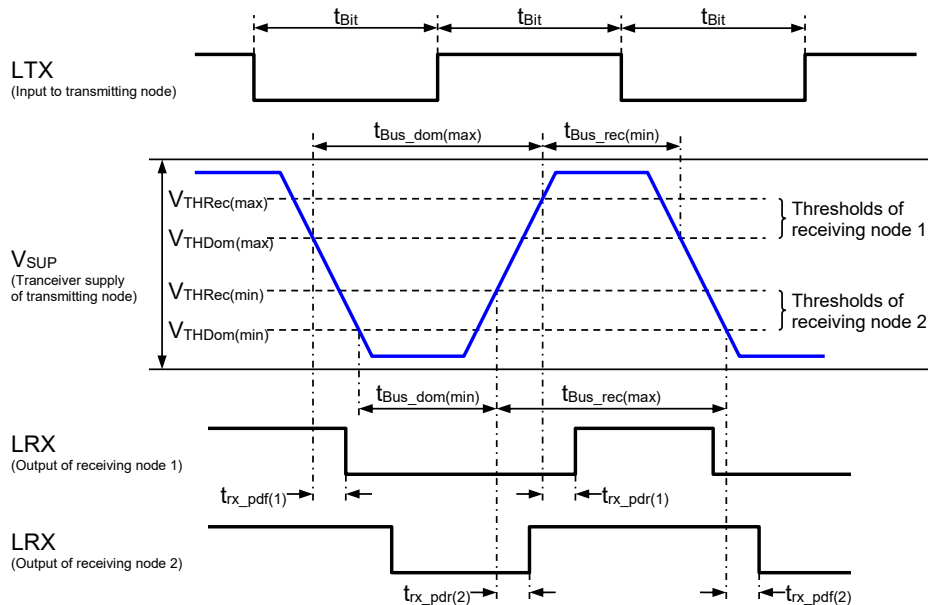 tBit tBit tBit
LTX
(Input to transmitting node)
tBus_dom(max) tBus_rec(min)
VTHRec(max)
Thresholds of
receiving node 1
VTHDom(max)
VSUP
(Tranceiver supply
of transmitting node)
VTHRec(min)
Thresholds of
receiving node 2
VTHDom(min)
tBus_dom(min) tBus_rec(max)
LRX
(Output of receiving node 1)
trx_pdf(1) trx_pdr(1)
LRX
(Output of receiving node 2)
trx_pdr(2) trx_pdf(2)